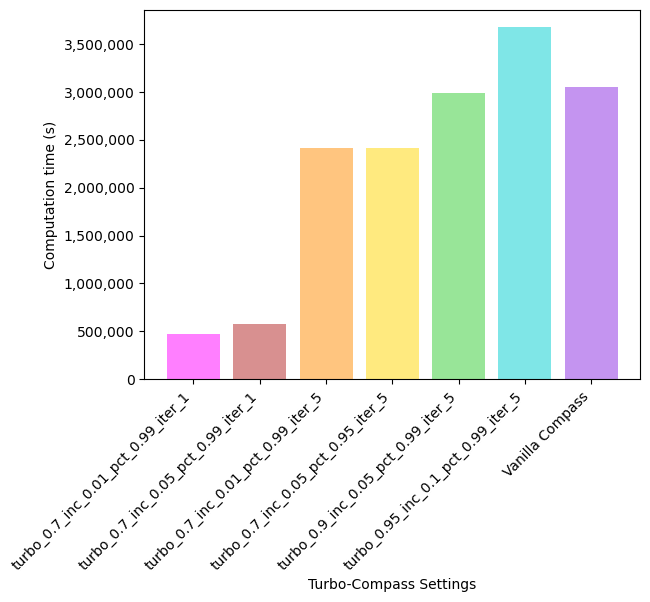 Computation time (s)
3,500,000
3,000,000
2,500,000
2,000,000
1,500,000
1,000,000
500,000
0
turbo_0.7_inc_0.01_pct_0.99_iter_1
turbo_0.7_inc_0.05_pct_0.99_iter_1
turbo_0.7_inc_0.01_pct_0.99_iter_5
turbo_0.7_inc_0.05_pct_0.95_iter_5
turbo_0.9_inc_0.05_pct_0.99_iter_5
turbo_0.95_inc_0.1_pct_0.99_iter_5
Vanilla Compass
Turbo-Compass Settings